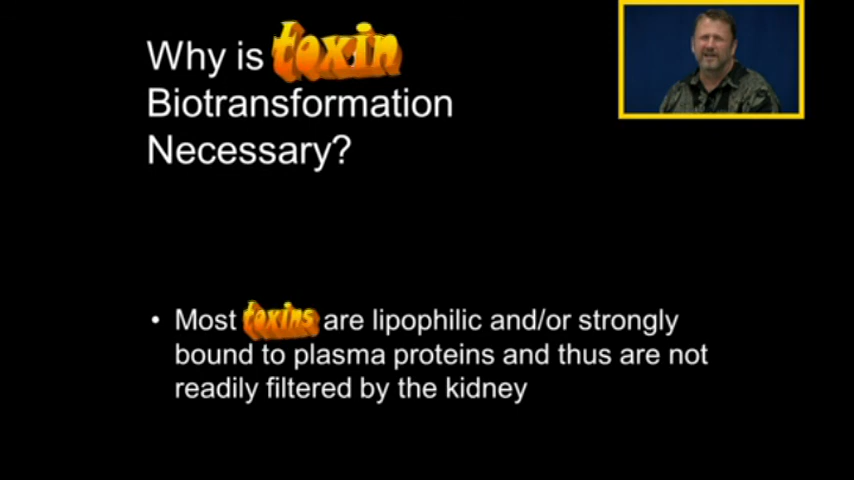 Why is toxin
Biotransformation
Necessary?
• Most toxins are lipophilic and/or strongly
bound to plasma proteins and thus are not
readily filtered by the kidney